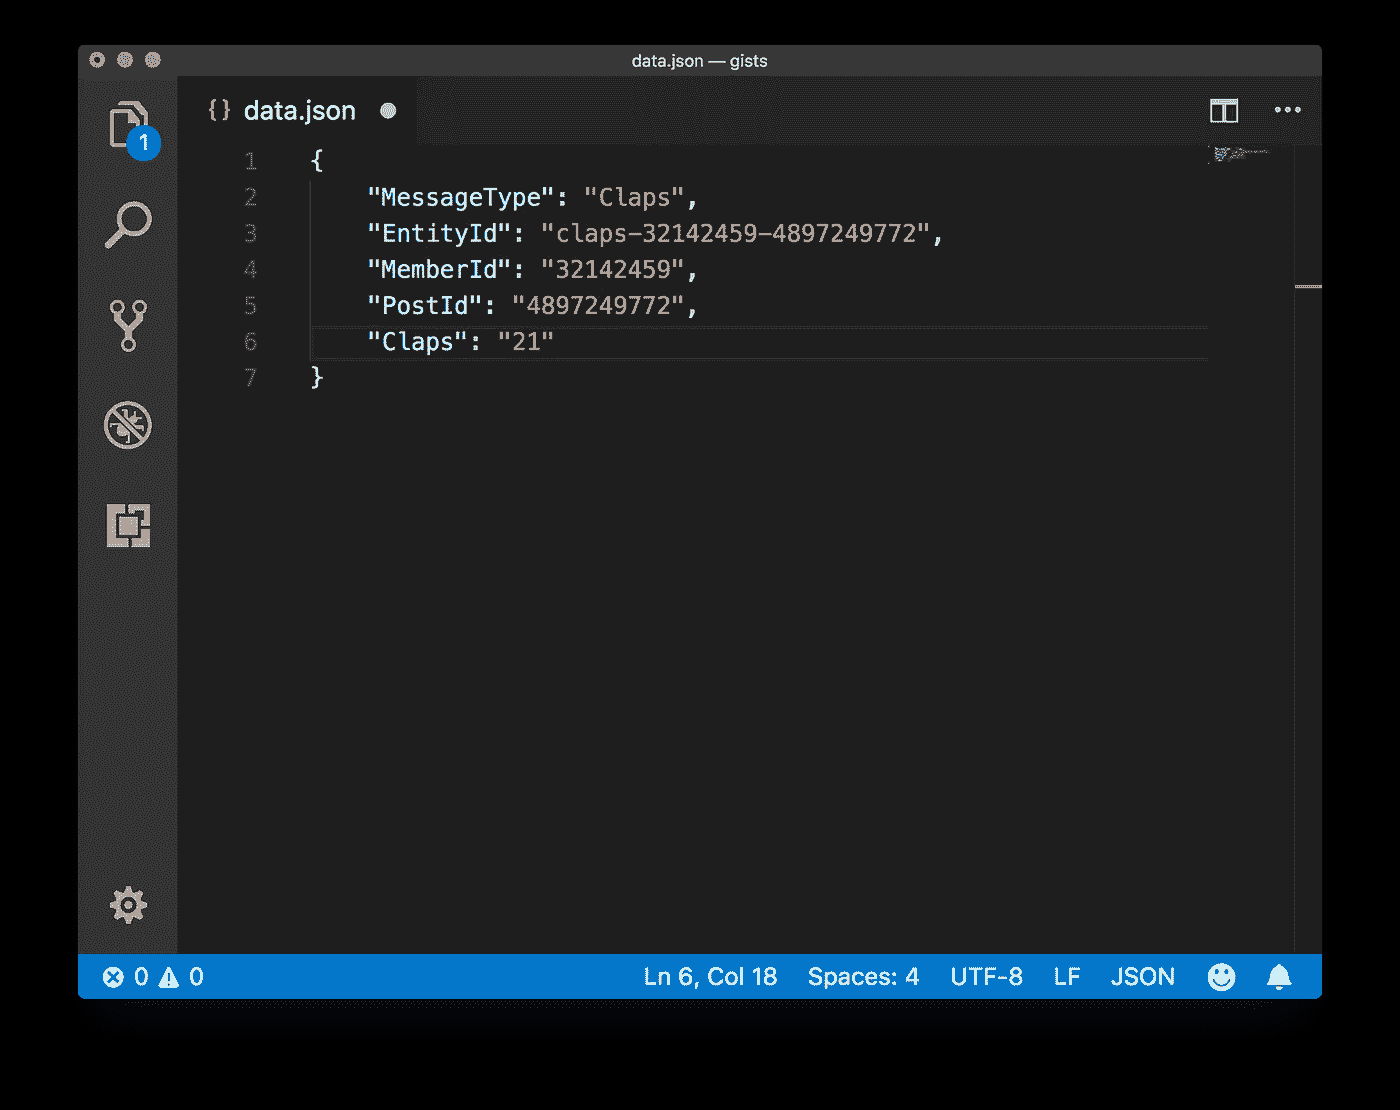 data.json — gists
{} data.json
1
1 {
2 "MessageType": "Claps",
3 "EntityId": "claps-32142459-4897249772",
4 "MemberId": "32142459",
5 "PostId": "4897249772",
6 "Claps": "21"
7 }
0 0 Ln 6, Col 18 Spaces: 4 UTF-8 LF JSON